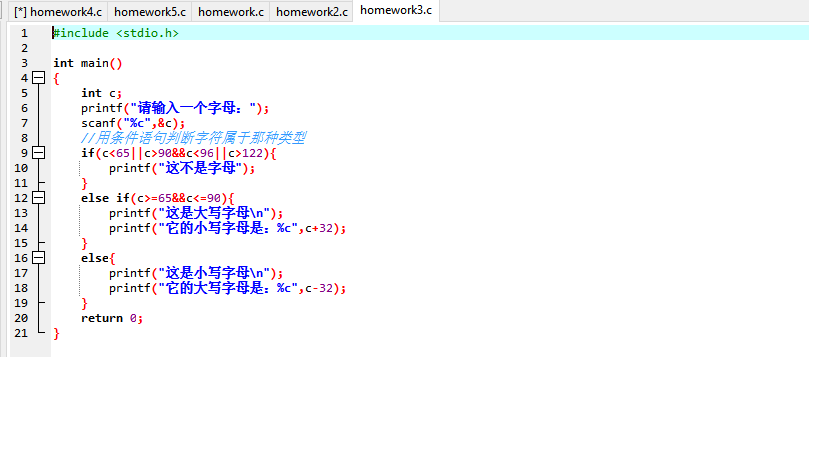 [*] homework4.c homework5.c homework.c homework2.c homework3.c
1 #include <stdio.h>
2
3 int main()
4 {
5 int c;
6 printf("请输入一个字母：");
7 scanf("%c",&c);
8 //用条件语句判断字符属于那种类型
9 if(c<65||c>90&&c<96||c>122){
10 printf("这不是字母");
11 }
12 else if(c>=65&&c<=90){
13 printf("这是大写字母\n");
14 printf("它的小写字母是：%c",c+32);
15 }
16 else{
17 printf("这是小写字母\n");
18 printf("它的大写字母是：%c",c-32);
19 }
20 return 0;
21 }